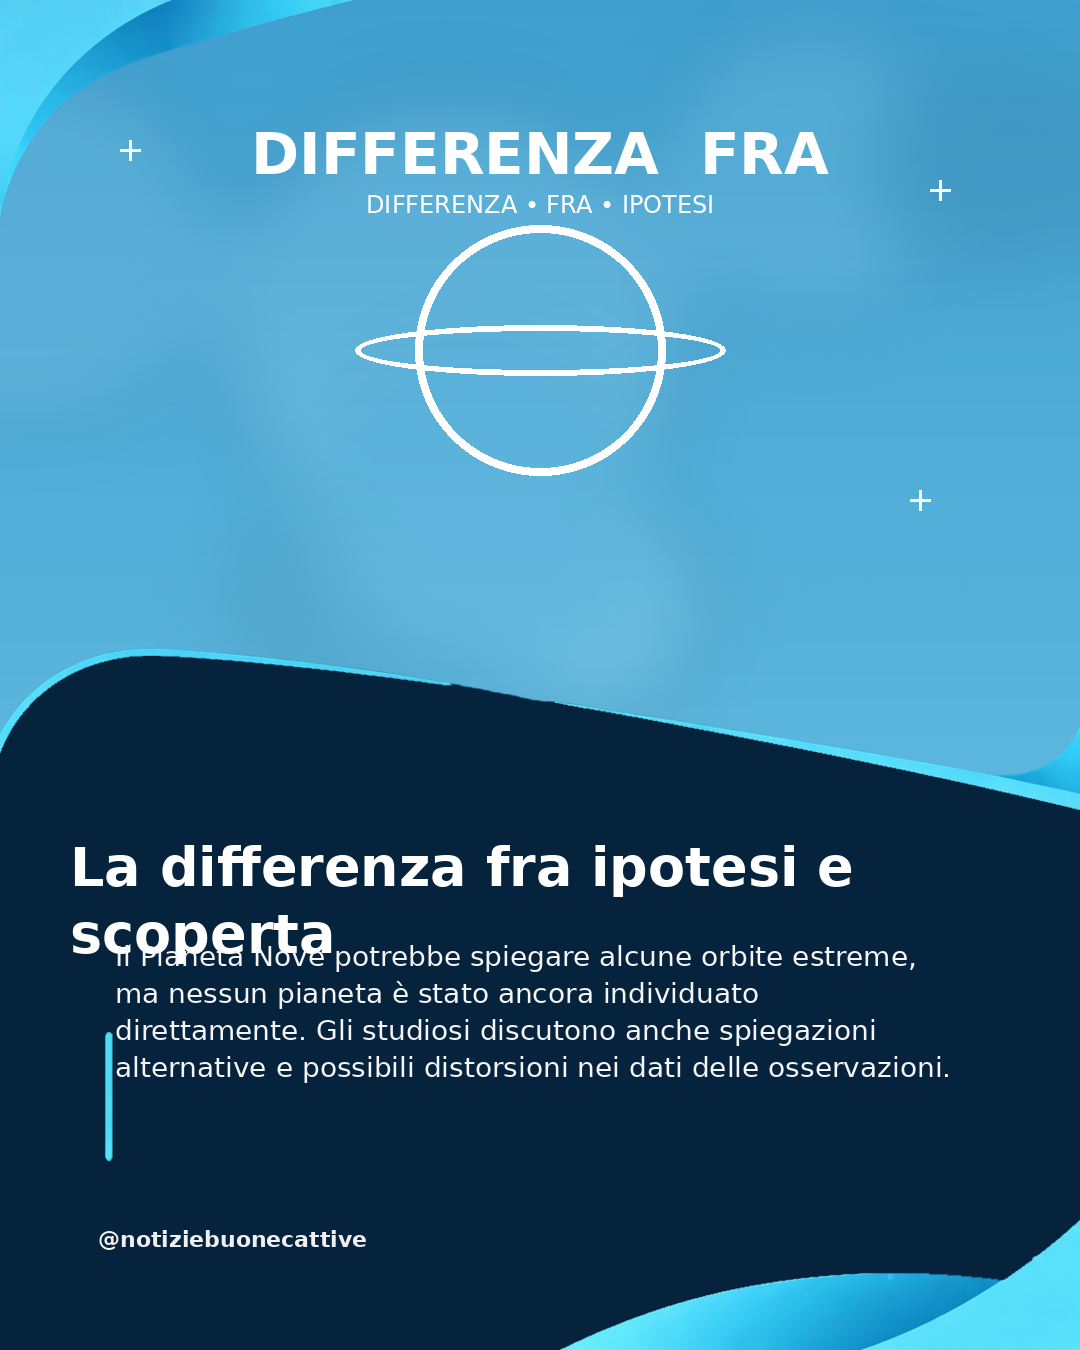 DIFFERENZA FRA
DIFFERENZA • FRA • IPOTESI
La differenza fra ipotesi e
scoperta
Il Pianeta Nove potrebbe spiegare alcune orbite estreme,
ma nessun pianeta è stato ancora individuato
direttamente. Gli studiosi discutono anche spiegazioni
alternative e possibili distorsioni nei dati delle osservazioni.
@notiziebuonecattive